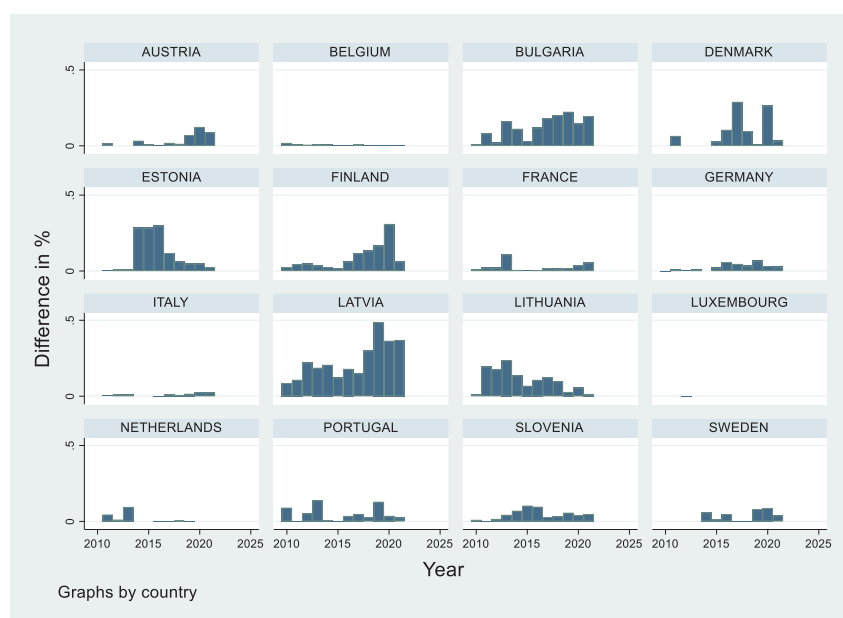 AUSTRIA BELGIUM BULGARIA DENMARK
.5
0
ESTONIA FINLAND FRANCE GERMANY
.5
0
Difference in %
ITALY LATVIA LITHUANIA LUXEMBOURG
.5
0
NETHERLANDS PORTUGAL SLOVENIA SWEDEN
.5
0
2010 2015 2020 2025 2010 2015 2020 2025 2010 2015 2020 2025 2010 2015 2020 2025
Year
Graphs by country